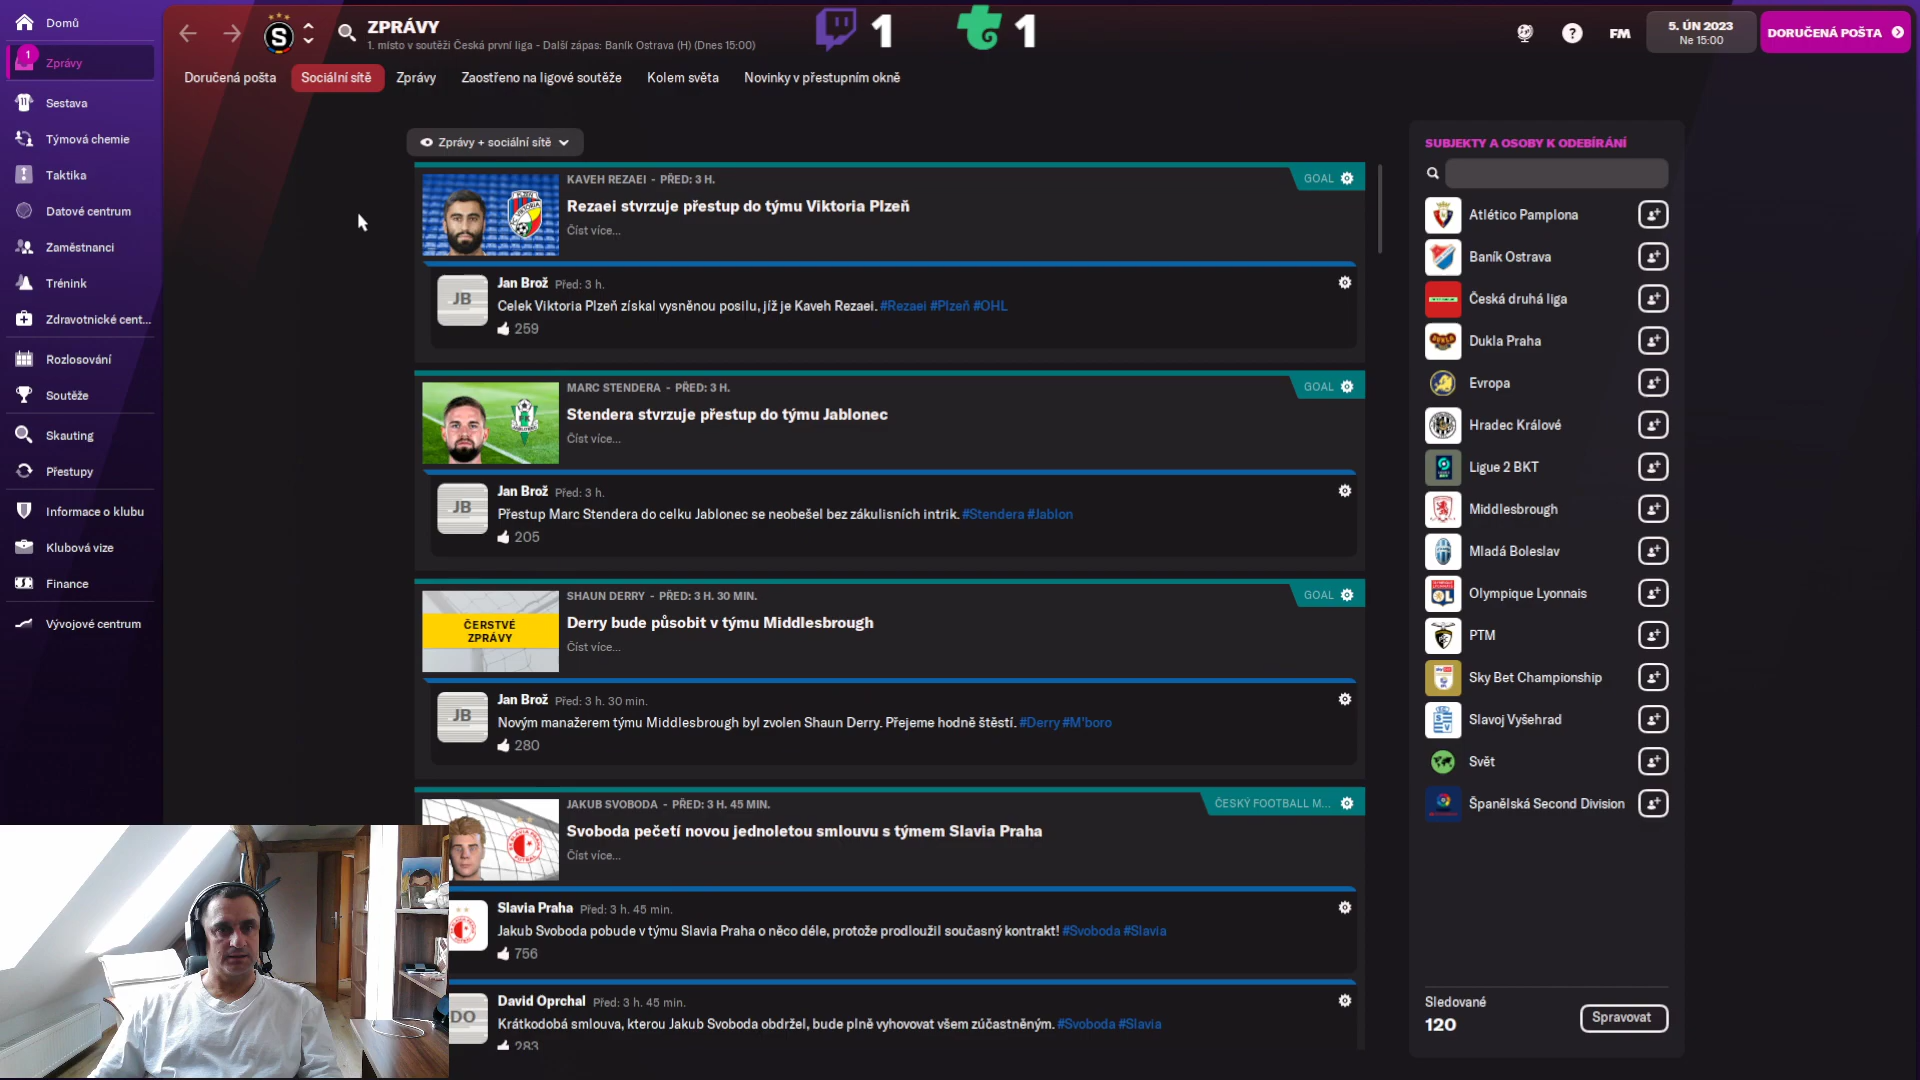 Domů
1
Zprávy
Sestava
Týmová chemie
Taktika
Datové centrum
Zaměstnanci
Trénink
Zdravotnické cent...
Rozlosování
Soutěže
Skauting
Přestupy
Informace o klubu
Klubová vize
Finance
Vývojové centrum
S
ZPRÁVY
1. místo v soutěži Česká první liga - Další zápas: Baník Ostrava (H) (Dnes 15:00)
1
1
FM
5. ÚN 2023
Ne 15:00
DORUČENÁ POŠTA
Doručená pošta
Sociální sítě
Zprávy
Zaostřeno na ligové soutěže
Kolem světa
Novinky v přestupním okně
Zprávy + sociální sítě
KAVEH REZAEI - PŘED: 3 H.
GOAL
Rezaei stvrzuje přestup do týmu Viktoria Plzeň
Číst více...
JB
Jan Brož Před: 3 h.
Celek Viktoria Plzeň získal vysněnou posilu, jíž je Kaveh Rezaei. #Rezaei #Plzeň #OHL
259
MARC STENDERA - PŘED: 3 H.
GOAL
Stendera stvrzuje přestup do týmu Jablonec
Číst více...
JB
Jan Brož Před: 3 h.
Přestup Marc Stendera do celku Jablonec se neobešel bez zákulisních intrik. #Stendera #Jablon
205
SHAUN DERRY - PŘED: 3 H. 30 MIN.
GOAL
ČERSTVÉ
ZPRÁVY
Derry bude působit v týmu Middlesbrough
Číst více...
JB
Jan Brož Před: 3 h. 30 min.
Novým manažerem týmu Middlesbrough byl zvolen Shaun Derry. Přejeme hodně štěstí. #Derry #M'boro
280
JAKUB SVOBODA - PŘED: 3 H. 45 MIN.
ČESKÝ FOOTBALL M...
Svoboda pečetí novou jednoletou smlouvu s týmem Slavia Praha
Číst více...
Slavia Praha Před: 3 h. 45 min.
Jakub Svoboda pobude v týmu Slavia Praha o něco déle, protože prodloužil současný kontrakt! #Svoboda #Slavia
756
DO
David Oprchal Před: 3 h. 45 min.
Krátkodobá smlouva, kterou Jakub Svoboda obdržel, bude plně vyhovovat všem zúčastněným. #Svoboda #Slavia
283
SUBJEKTY A OSOBY K ODEBÍRÁNÍ
Atlético Pamplona
Baník Ostrava
Česká druhá liga
Dukla Praha
Evropa
Hradec Králové
Ligue 2 BKT
Middlesbrough
Mladá Boleslav
Olympique Lyonnais
PTM
Sky Bet Championship
Slavoj Vyšehrad
Svět
Španělská Second Division
Sledované
120
Spravovat